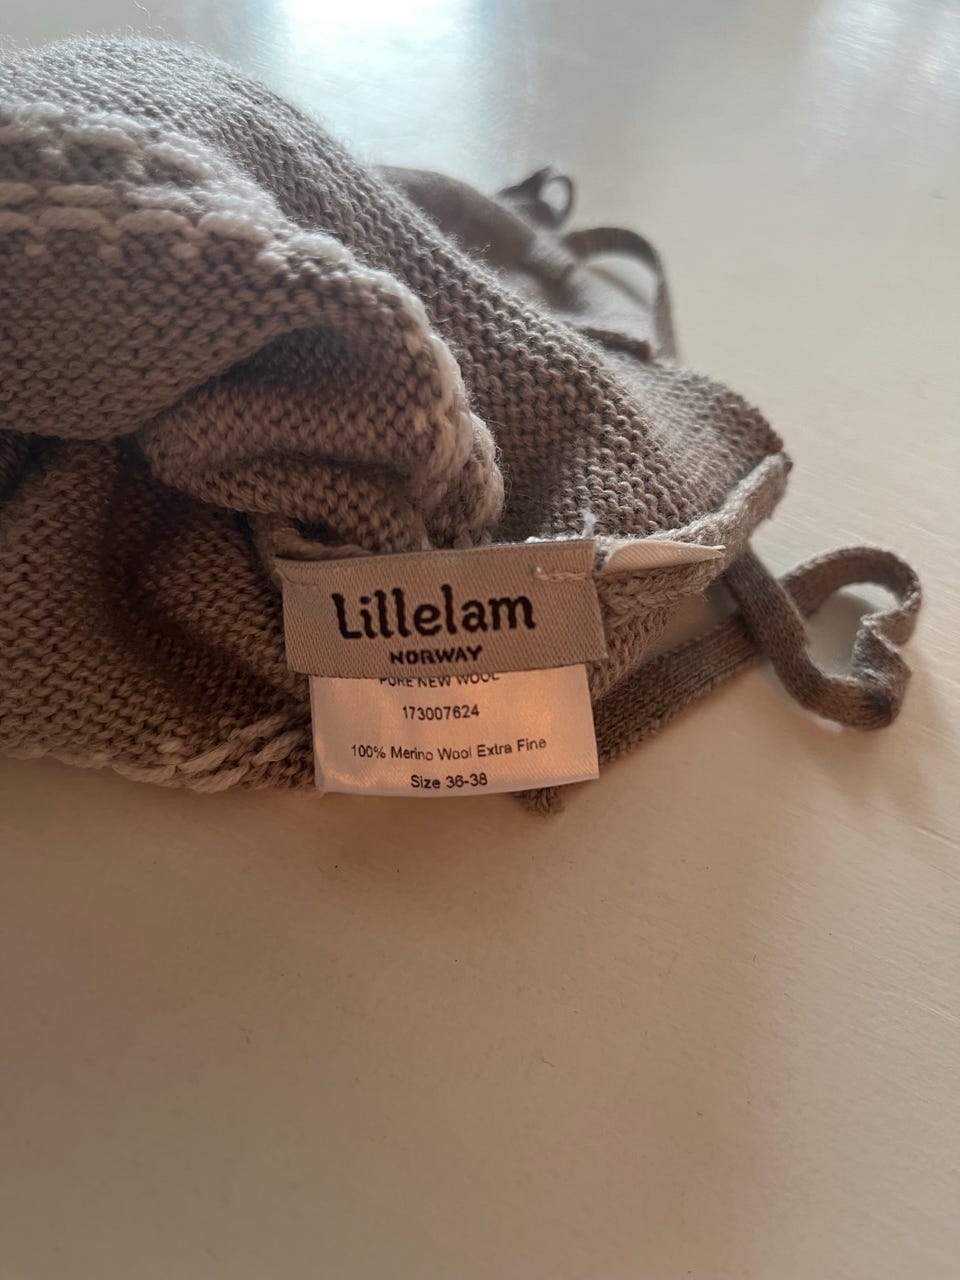 Lillelam
NORWAY
PURE NEW WOOL
173007624
100% Merino Wool Extra Fine
Size 36-38